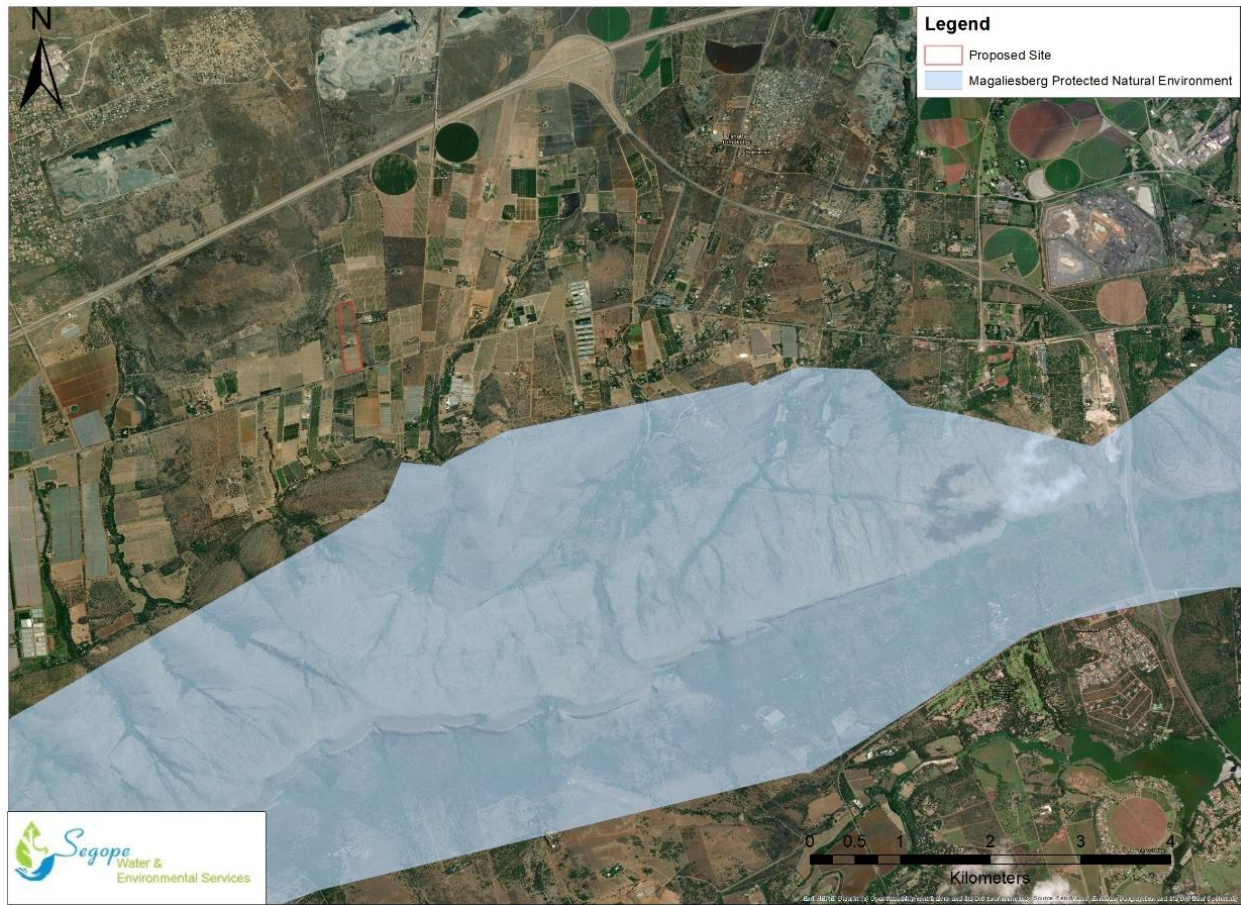 N
Legend
Proposed Site
Magaliesberg Protected Natural Environment
Segope
Water &
Environmental Services
0 0.5 1 2 3 4
Kilometers